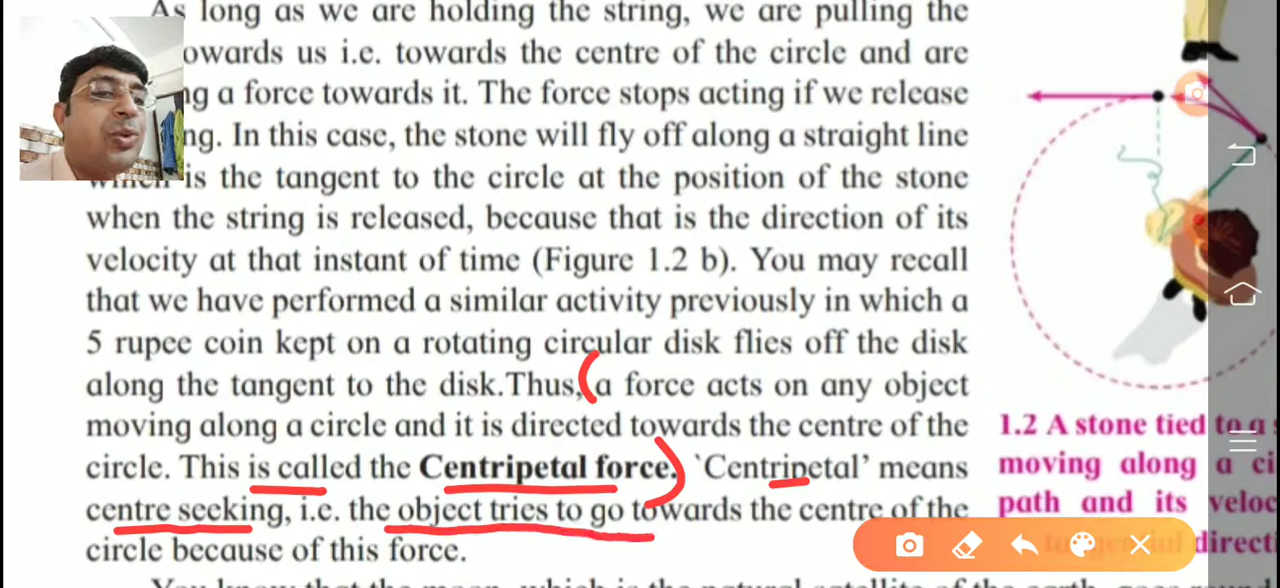 As long as we are holding the string, we are pulling the
owards us i.e. towards the centre of the circle and are
ng a force towards it. The force stops acting if we release
ng. In this case, the stone will fly off along a straight line
is the tangent to the circle at the position of the stone
when the string is released, because that is the direction of its
velocity at that instant of time (Figure 1.2 b). You may recall
that we have performed a similar activity previously in which a
5 rupee coin kept on a rotating circular disk flies off the disk
along the tangent to the disk.Thus, a force acts on any object
moving along a circle and it is directed towards the centre of the
circle. This is called the Centripetal force. `Centripetal’ means
centre seeking, i.e. the object tries to go towards the centre of the
circle because of this force.
1.2 A stone tied to a
moving along a ci
path and its veloc
directi